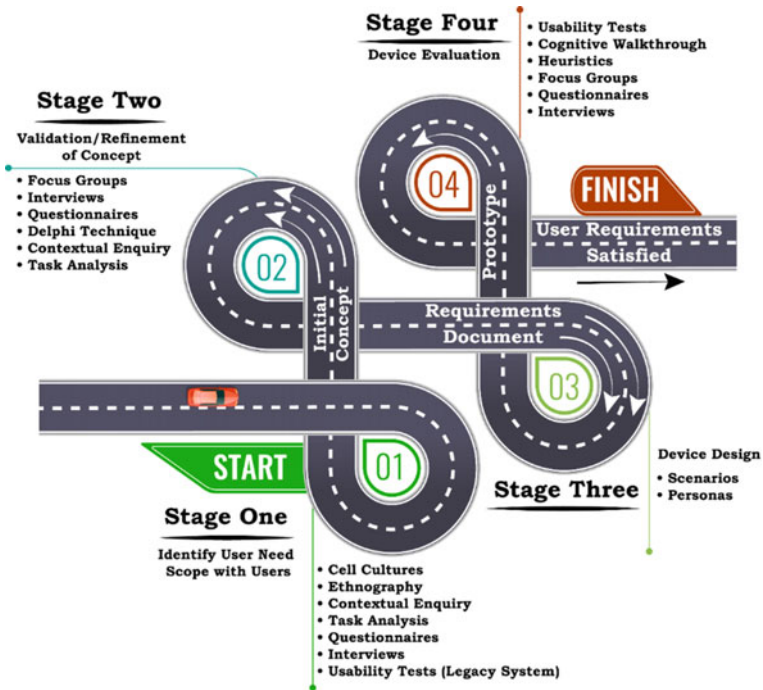 Stage Four
Device Evaluation
• Usability Tests
• Cognitive Walkthrough
• Heuristics
• Focus Groups
• Questionnaires
• Interviews
Stage Two
Validation/Refinement
of Concept
• Focus Groups
• Interviews
• Questionnaires
• Delphi Technique
• Contextual Enquiry
• Task Analysis
04
FINISH
User Requirements
Satisfied
Prototype
02
Initial
Concept
Requirements
Document
03
START
01
Stage One
Identify User Need
Scope with Users
• Cell Cultures
• Ethnography
• Contextual Enquiry
• Task Analysis
• Questionnaires
• Interviews
• Usability Tests (Legacy System)
Stage Three
Device Design
• Scenarios
• Personas